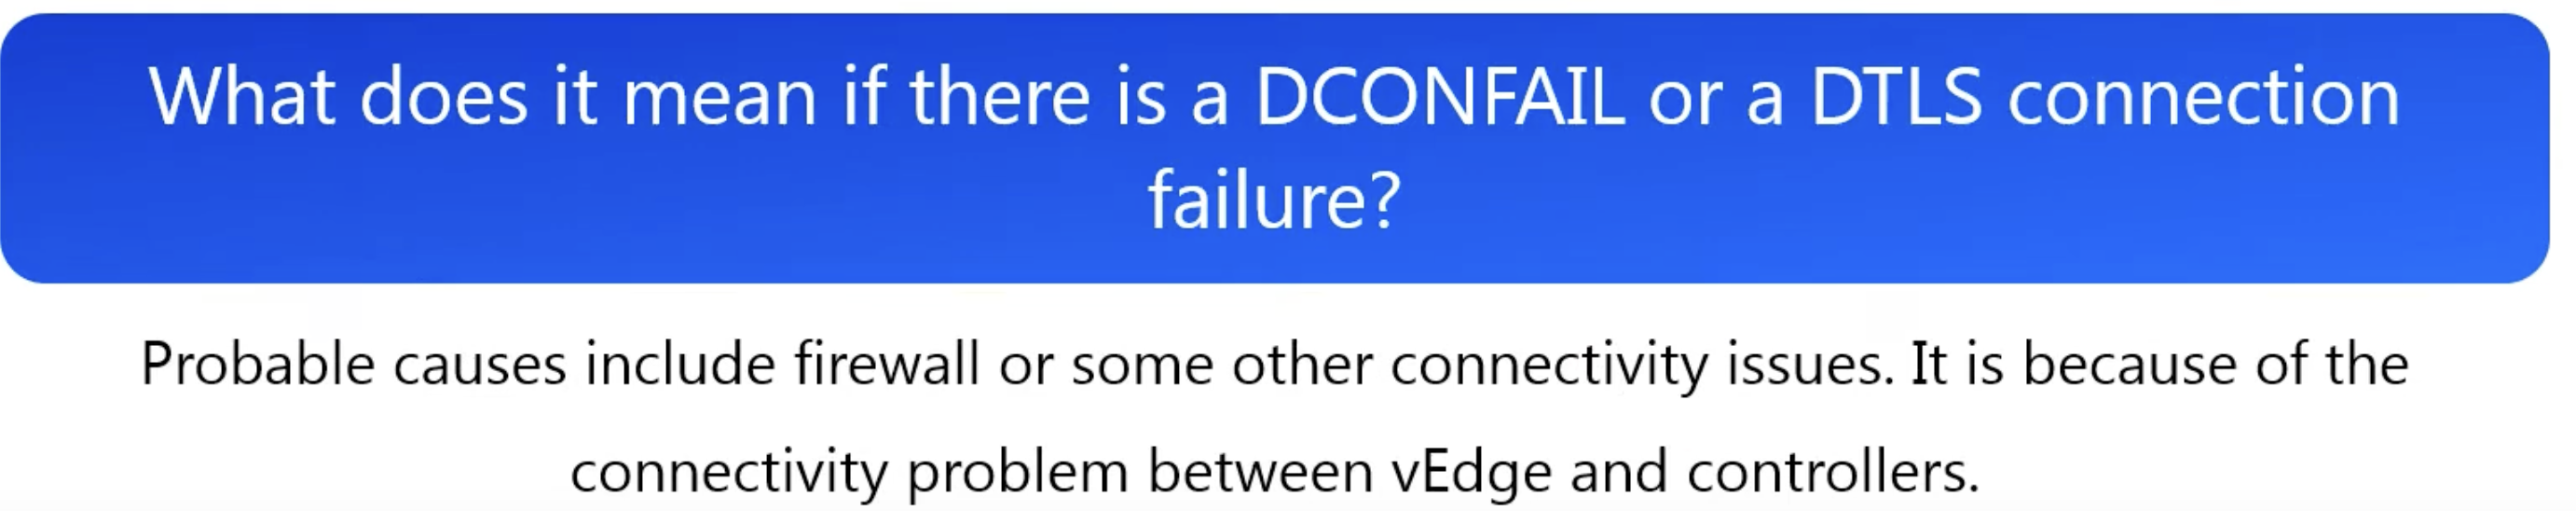 What does it mean if there is a DCONFAIL or a DTLS connection
failure?
Probable causes include firewall or some other connectivity issues. It is because of the
connectivity problem between vEdge and controllers.